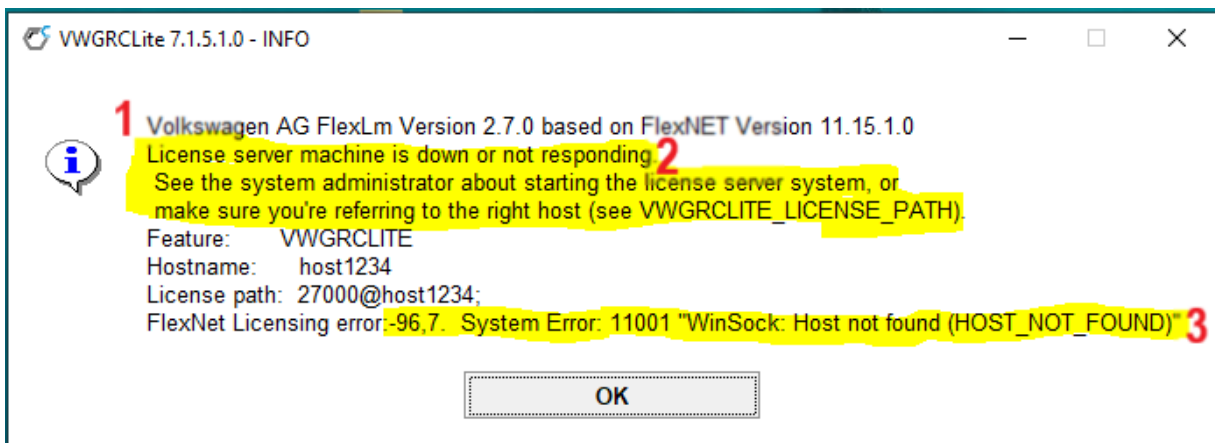 VWGRCLite 7.1.5.1.0 - INFO
1
Volkswagen AG FlexLm Version 2.7.0 based on FlexNET Version 11.15.1.0
License server machine is down or not responding.
2
See the system administrator about starting the license server system, or
make sure you're referring to the right host (see VWGRCLITE_LICENSE_PATH).
Feature: VWGRCLITE
Hostname: host1234
License path: 27000@host1234;
FlexNet Licensing error:-96,7. System Error: 11001 "WinSock: Host not found (HOST_NOT_FOUND)"
3
OK